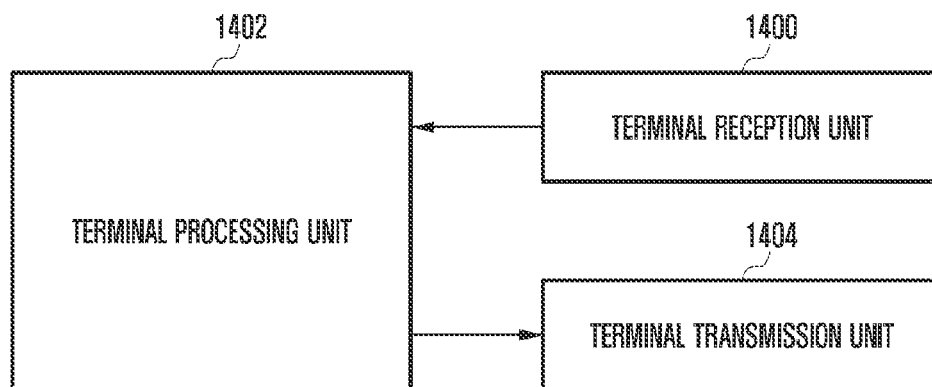 1402
1400
TERMINAL RECEPTION UNIT
TERMINAL PROCESSING UNIT
1404
TERMINAL TRANSMISSION UNIT